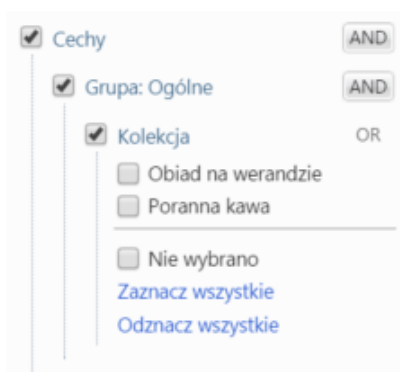 Cechy AND
Grupa: Ogólne AND
Kolekcja OR
Obiad na werandzie
Poranna kawa
Nie wybrano
Zaznacz wszystkie
Odznacz wszystkie